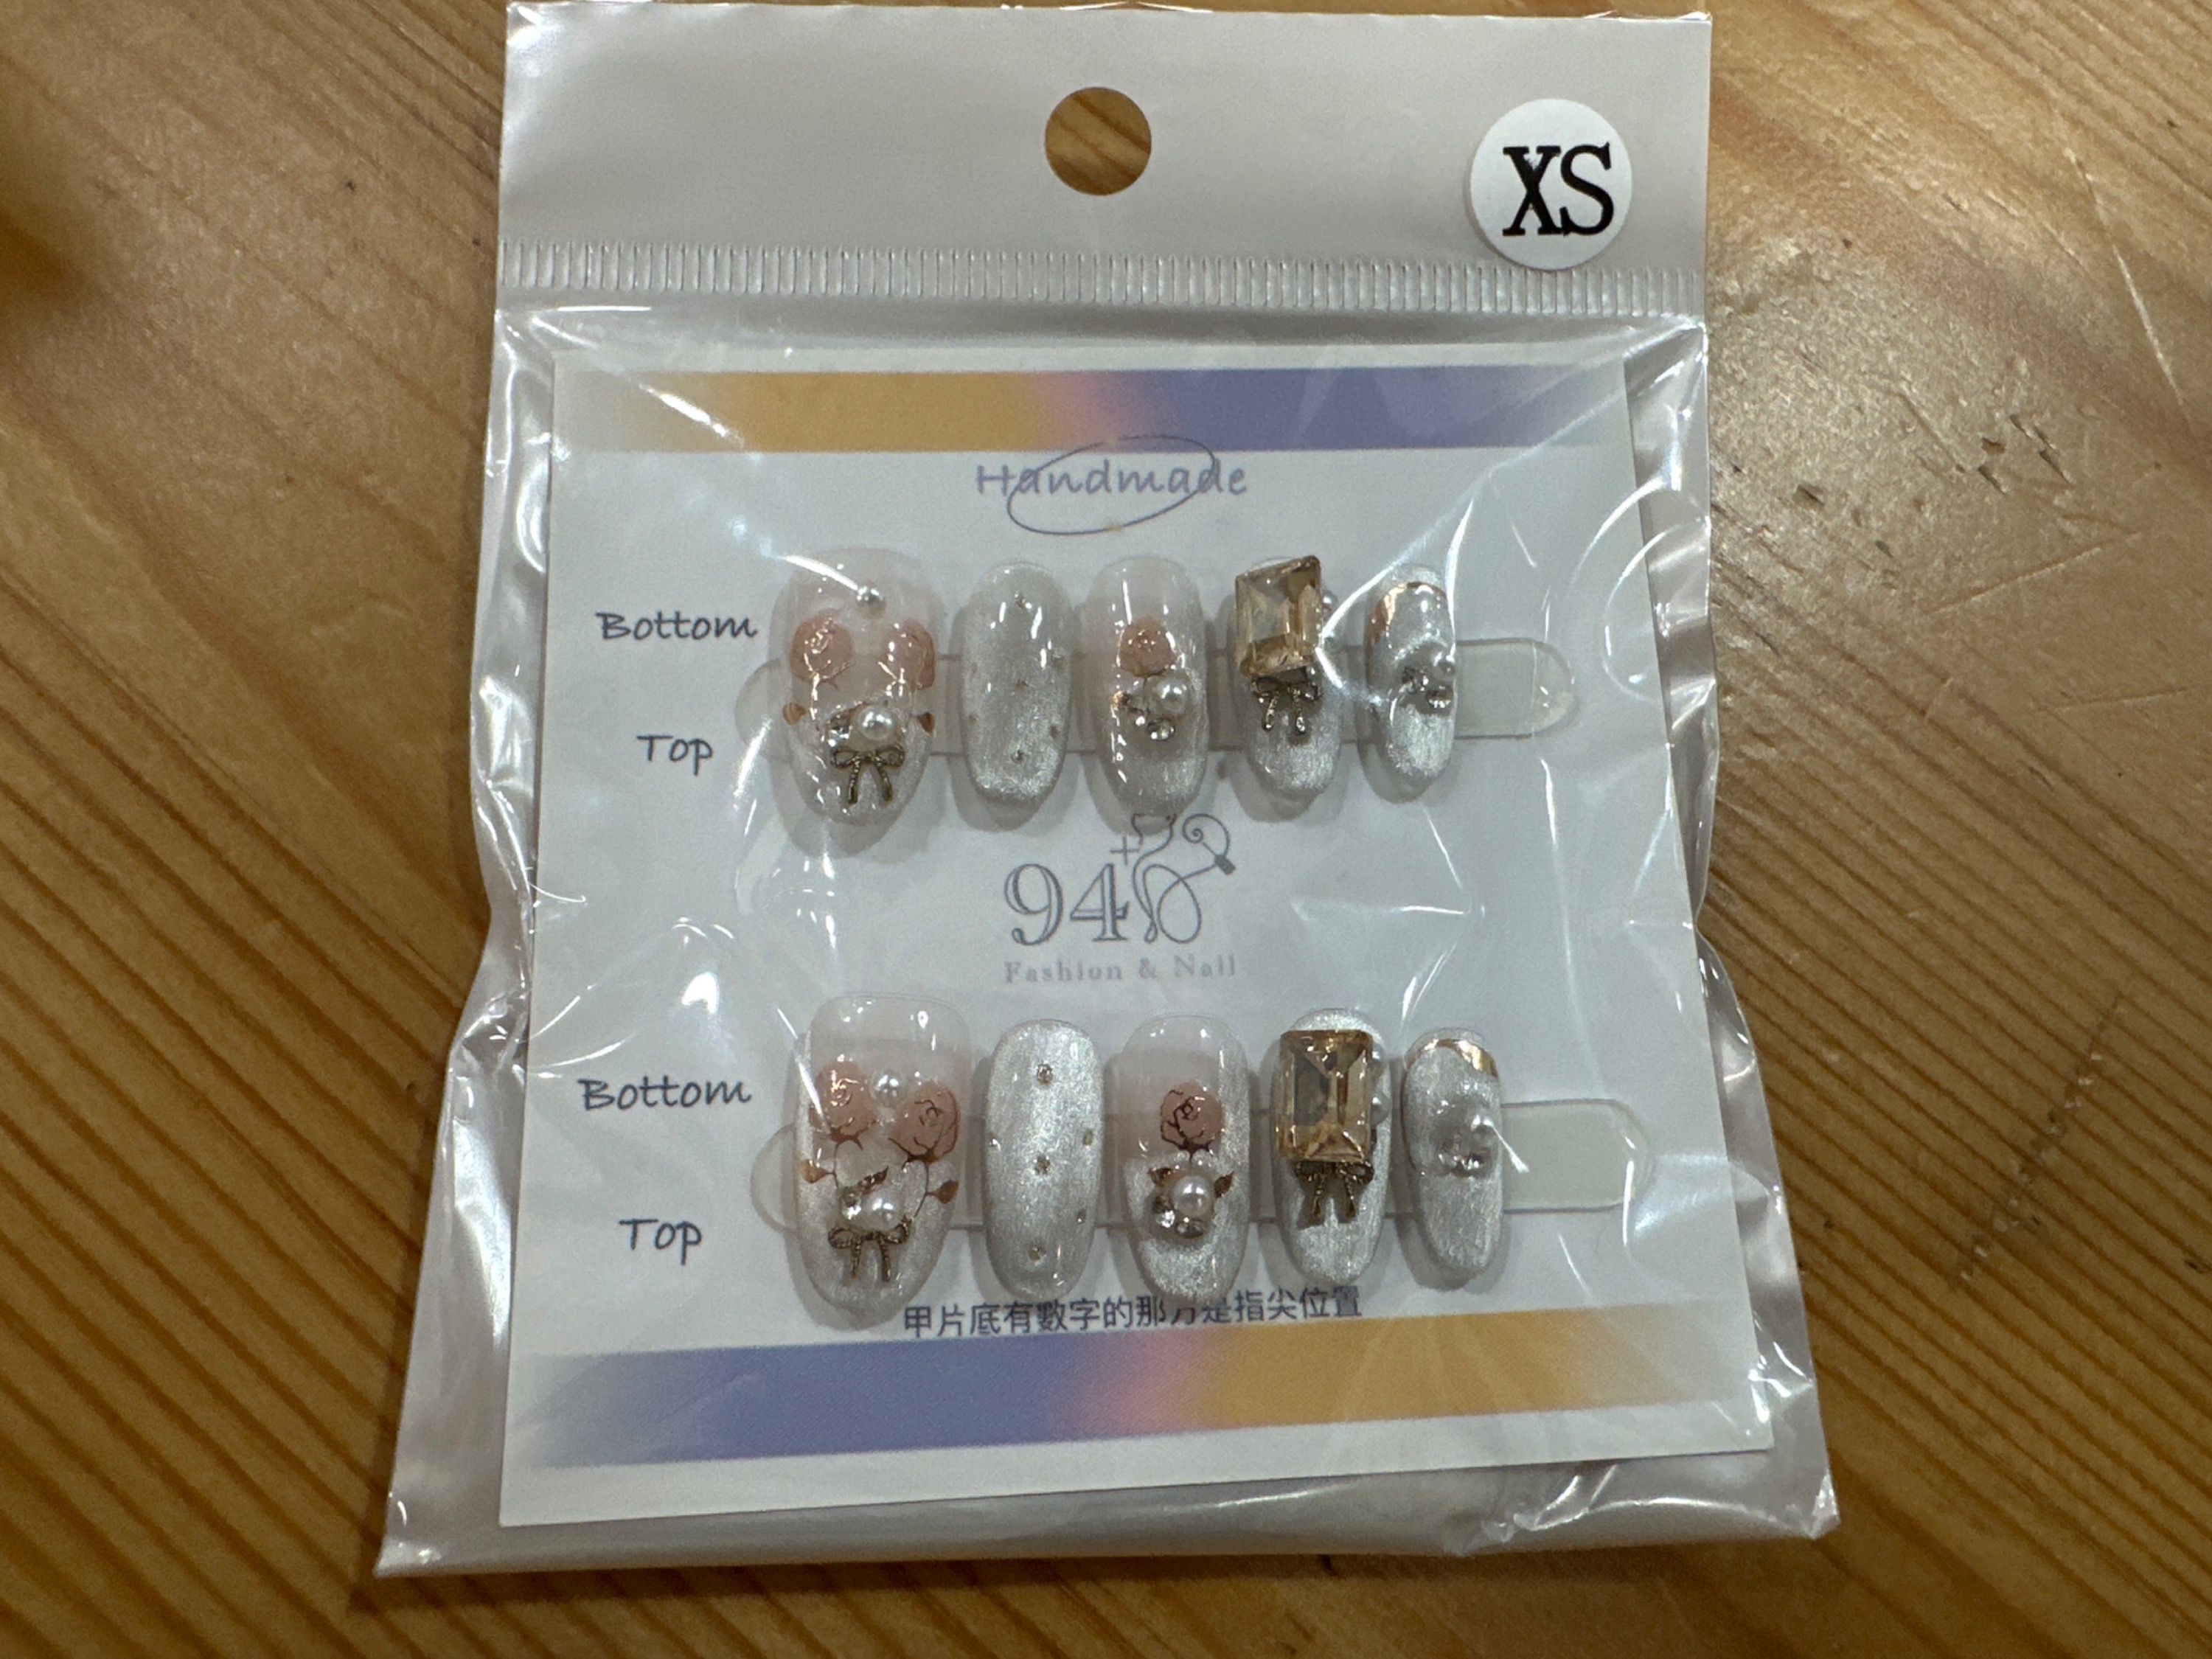 XS
Handmade
Bottom
Top
94+
Fashion & Nail
Bottom
Top
甲片底有數字的那方是指尖位置